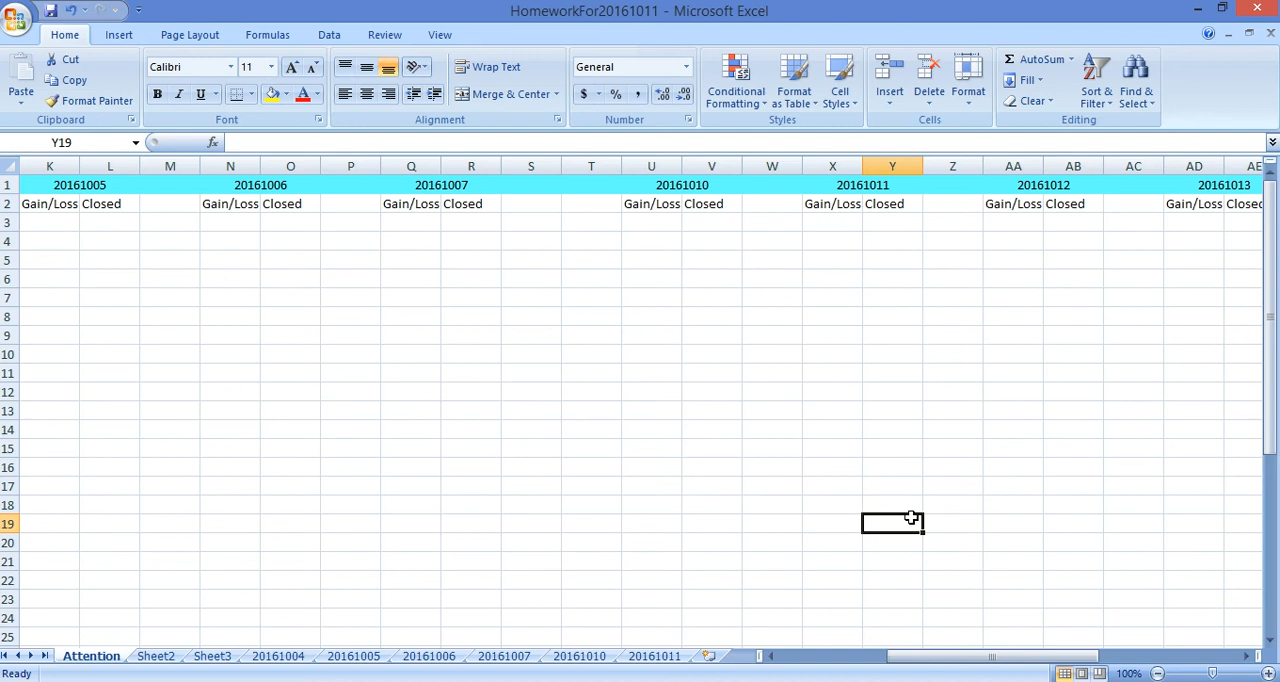 HomeworkFor20161011 - Microsoft Excel
Home Insert Page Layout Formulas Data Review View
Paste
Cut
Copy
Format Painter
Clipboard
Calibri 11
B I U
Font
Wrap Text
Merge & Center
Alignment
General
$ % ,
Number
Conditional Formatting
Format as Table
Cell Styles
Styles
Insert Delete Format
Cells
Σ AutoSum
Fill
Clear
Sort & Filter
Find & Select
Editing
Y19 fx
K L M N O P Q R S T U V W X Y Z AA AB AC AD AE
1 20161005 20161006 20161007 20161010 20161011 20161012 20161013
2 Gain/Loss Closed Gain/Loss Closed Gain/Loss Closed Gain/Loss Closed Gain/Loss Closed Gain/Loss Closed Gain/Loss Closed
3
4
5
6
7
8
9
10
11
12
13
14
15
16
17
18
19
20
21
22
23
24
25
Attention Sheet2 Sheet3 20161004 20161005 20161006 20161007 20161010 20161011
Ready 100%